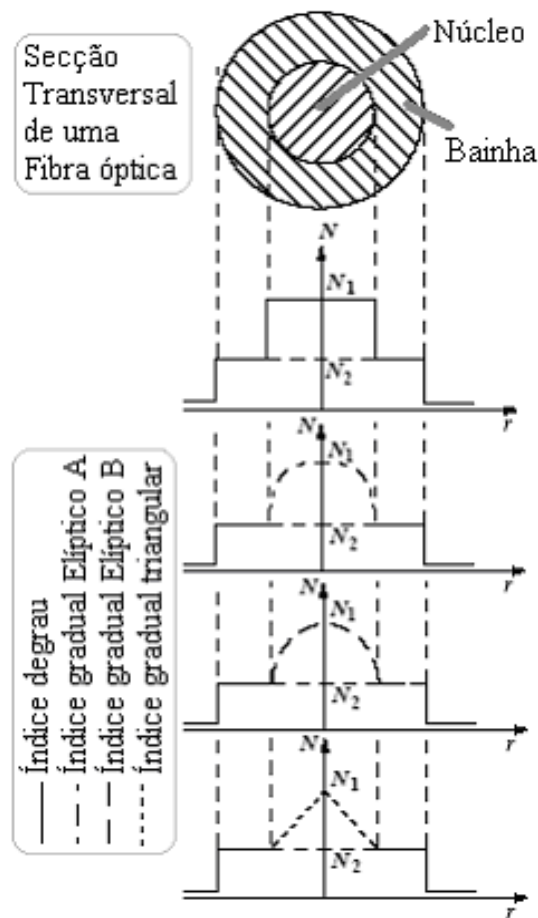 Secção
Transversal
de uma
Fibra óptica
Núcleo
Bainha
N
N₁
N₂
r
N
N₁
N₂
r
N
N₁
N₂
r
N
N₁
N₂
r
Índice degrau
Índice gradual Elíptico A
Índice gradual Elíptico B
Índice gradual triangular